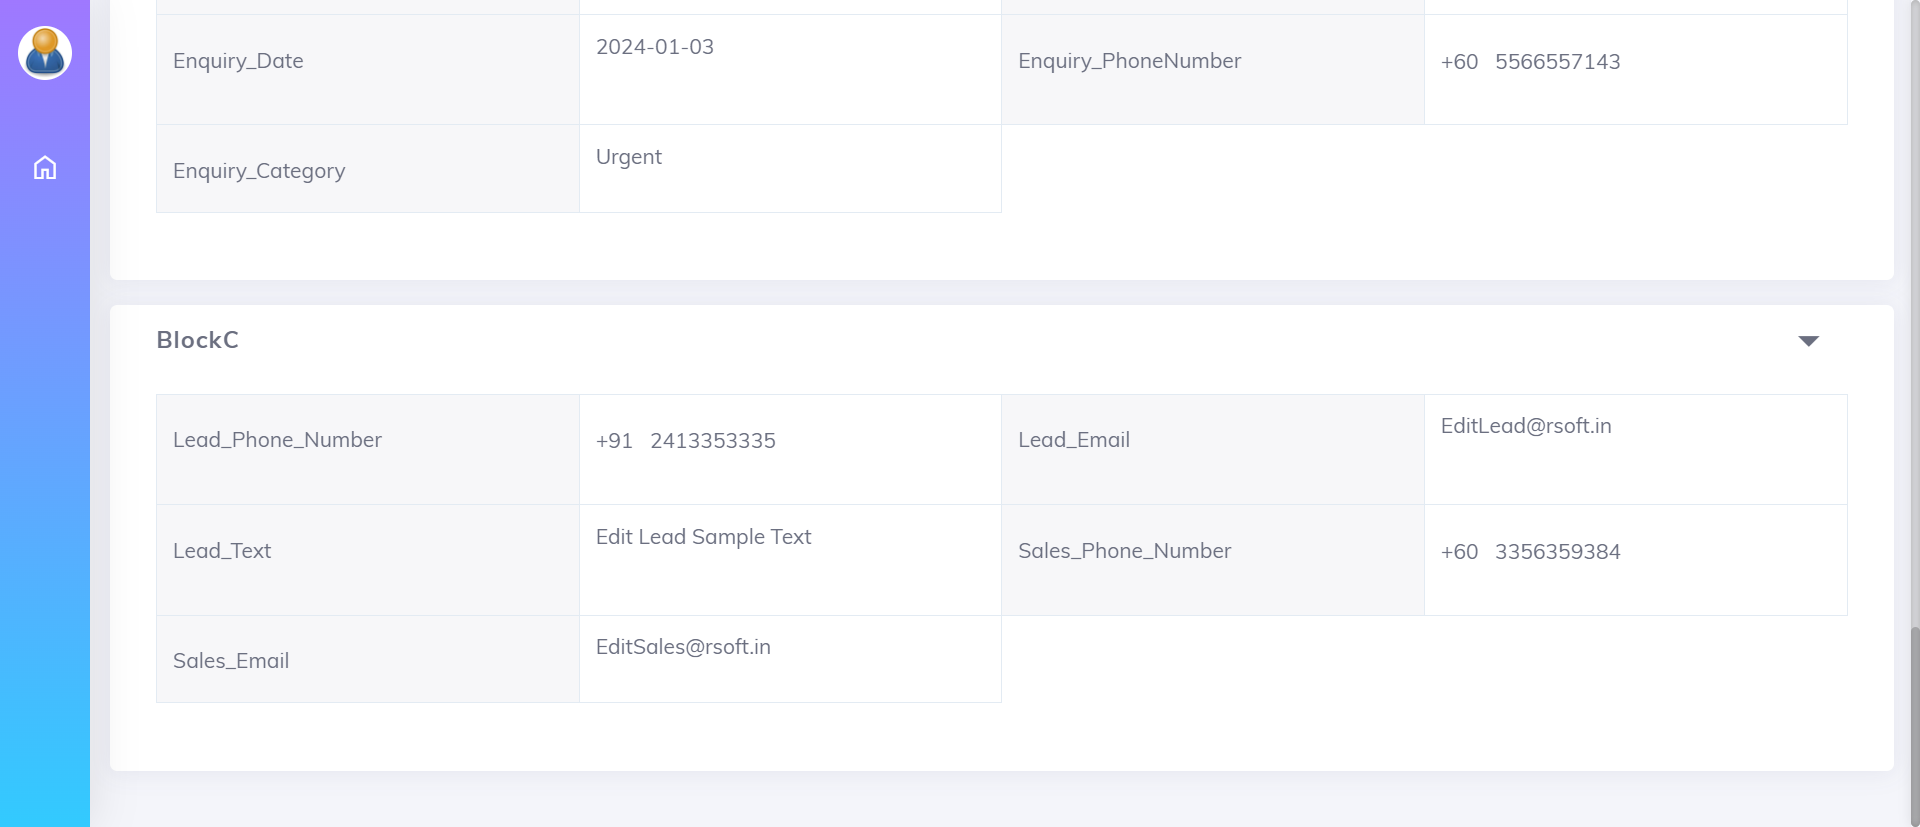 Enquiry_Date 2024-01-03 Enquiry_PhoneNumber +60 5566557143
Enquiry_Category Urgent
BlockC
Lead_Phone_Number +91 2413353335 Lead_Email EditLead@rsoft.in
Lead_Text Edit Lead Sample Text Sales_Phone_Number +60 3356359384
Sales_Email EditSales@rsoft.in